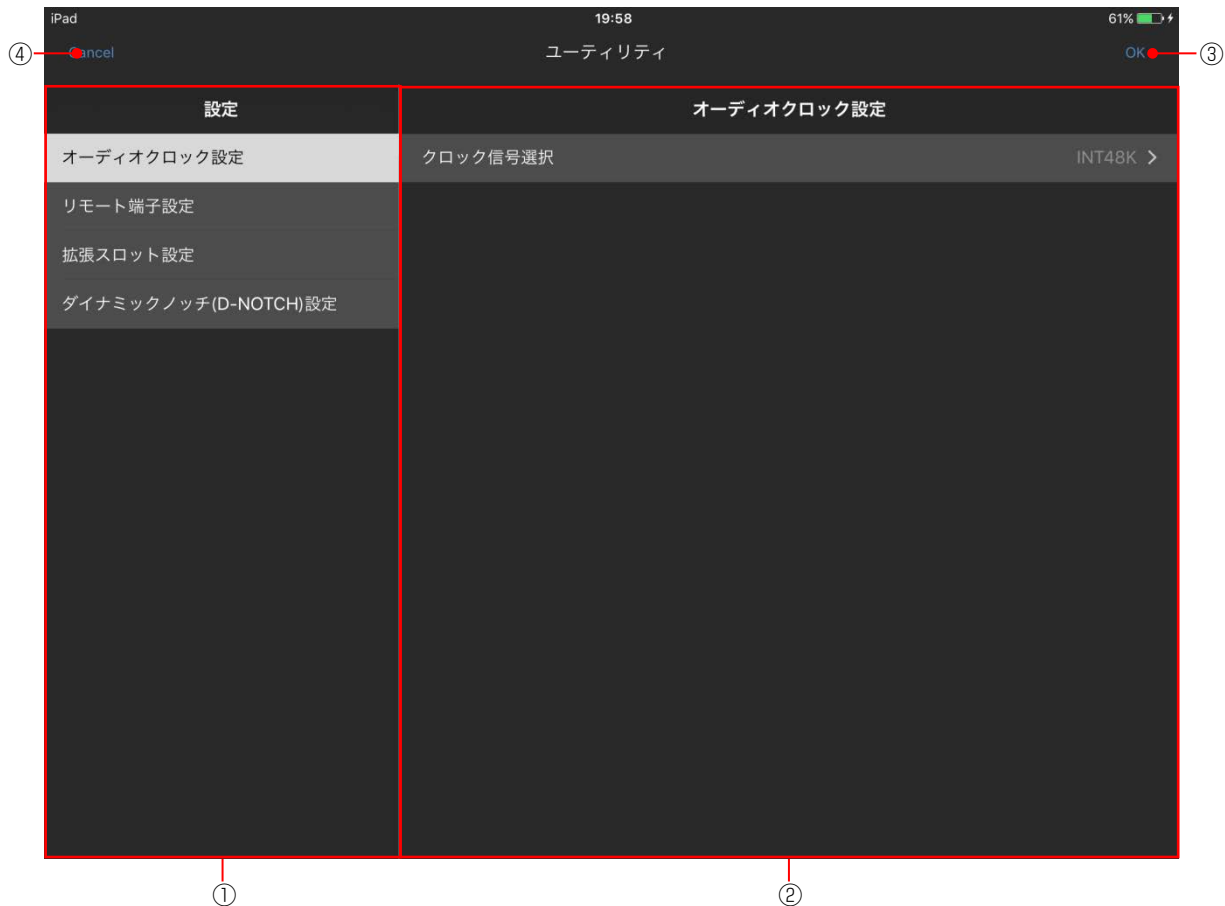 iPad 19:58 61%
④ Cancel ユーティリティ OK ③
設定 オーディオクロック設定
オーディオクロック設定 クロック信号選択 INT48K >
リモート端子設定
拡張スロット設定
ダイナミックノッチ(D-NOTCH)設定
① ②